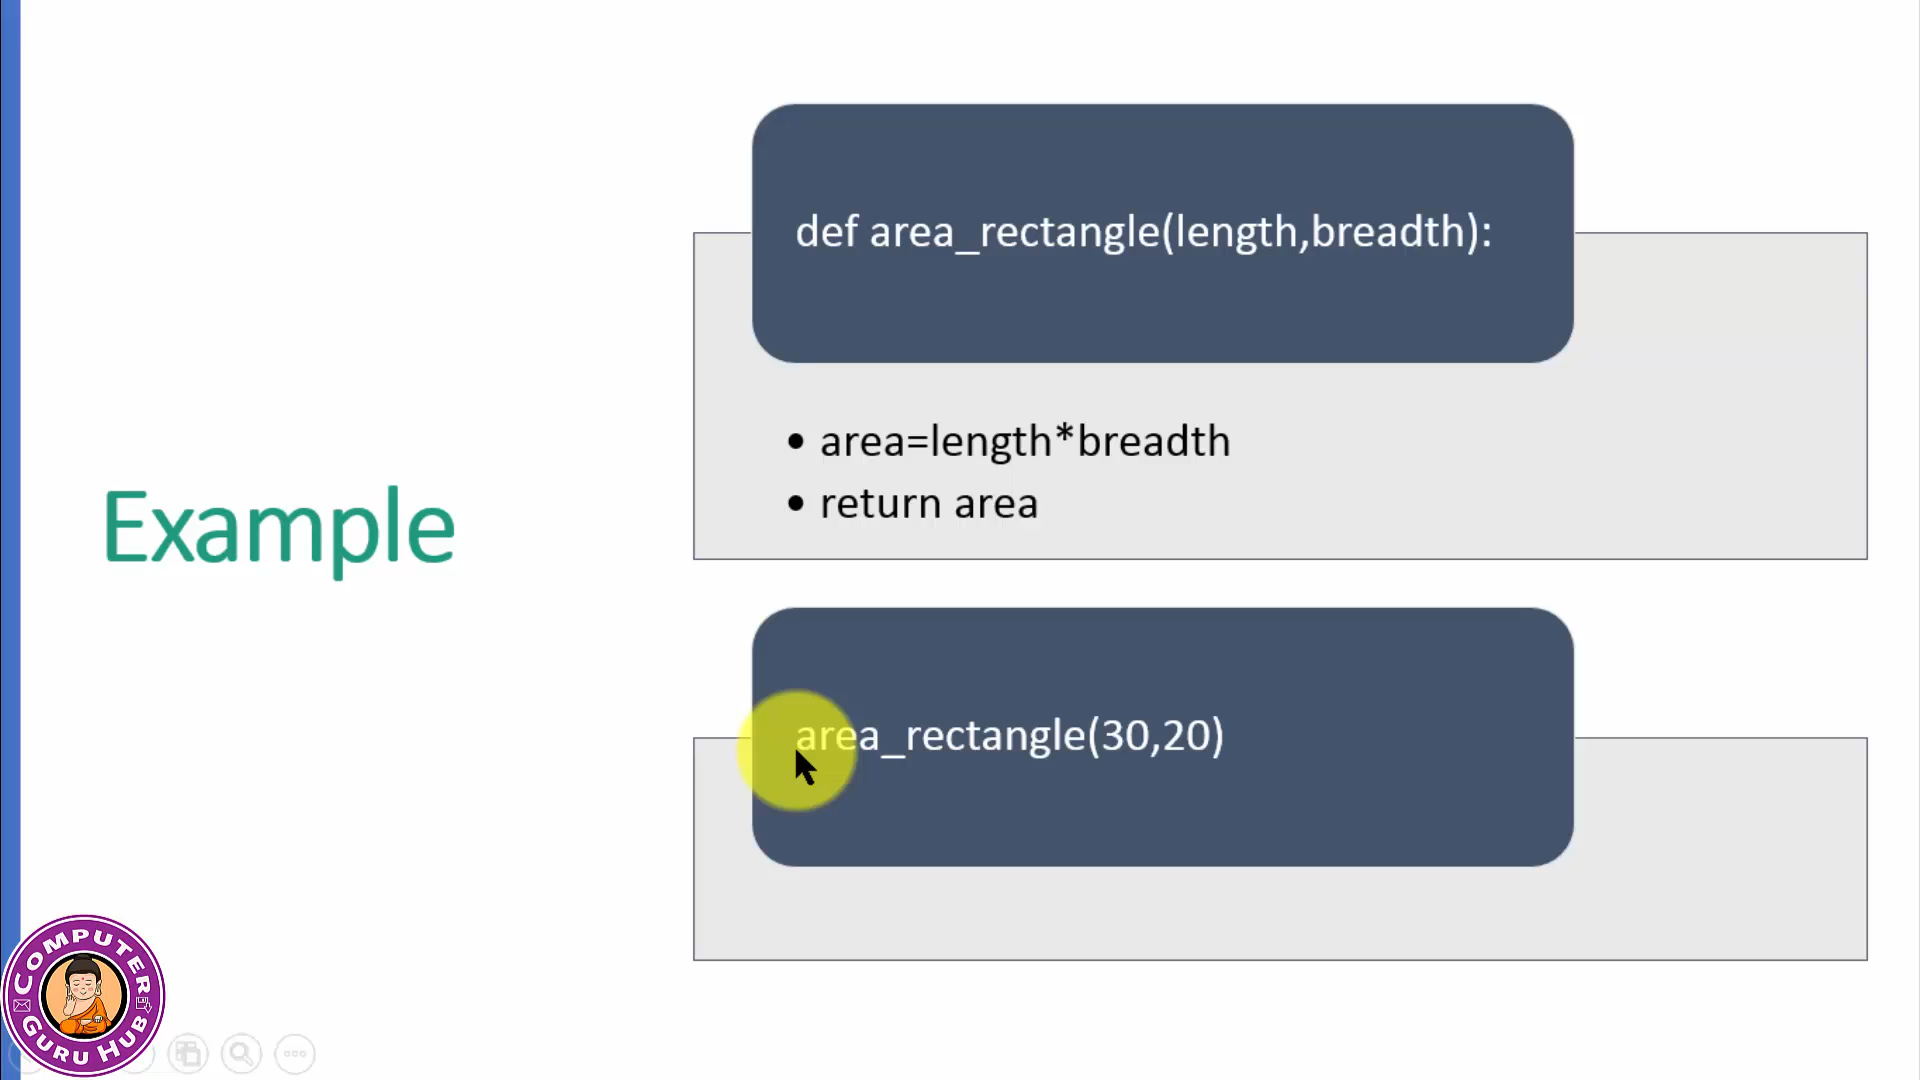 def area_rectangle(length,breadth):
• area=length*breadth
• return area
Example
area_rectangle(30,20)
COMPUTER
GURU HUB